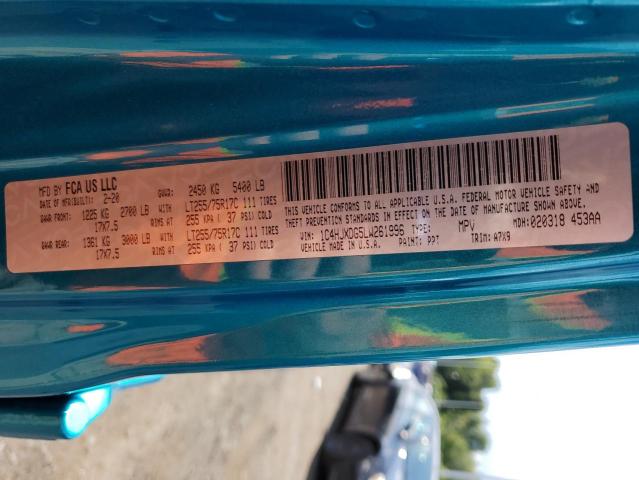 MFD BY FCA US LLC
DATE OF MFR(BUILT): 2-20 GVWR: 2450 KG 5400 LB
GAWR FRONT: 1225 KG 2700 LB LT255/75R17C 111 TIRES
17X7.5 RIMS AT 255 KPA ( 37 PSI) COLD
GAWR REAR: 1361 KG 3000 LB LT255/75R17C 111 TIRES
17X7.5 RIMS AT 255 KPA ( 37 PSI) COLD
THIS VEHICLE CONFORMS TO ALL APPLICABLE U.S.A. FEDERAL MOTOR VEHICLE SAFETY AND
THEFT PREVENTION STANDARDS IN EFFECT ON THE DATE OF MANUFACTURE SHOWN ABOVE.
VIN: 1C4HJXDG5LW261996 TYPE: MPV MDH: 020318 453AA
VEHICLE MADE IN U.S.A. PAINT: PPT TRIM: A7X9